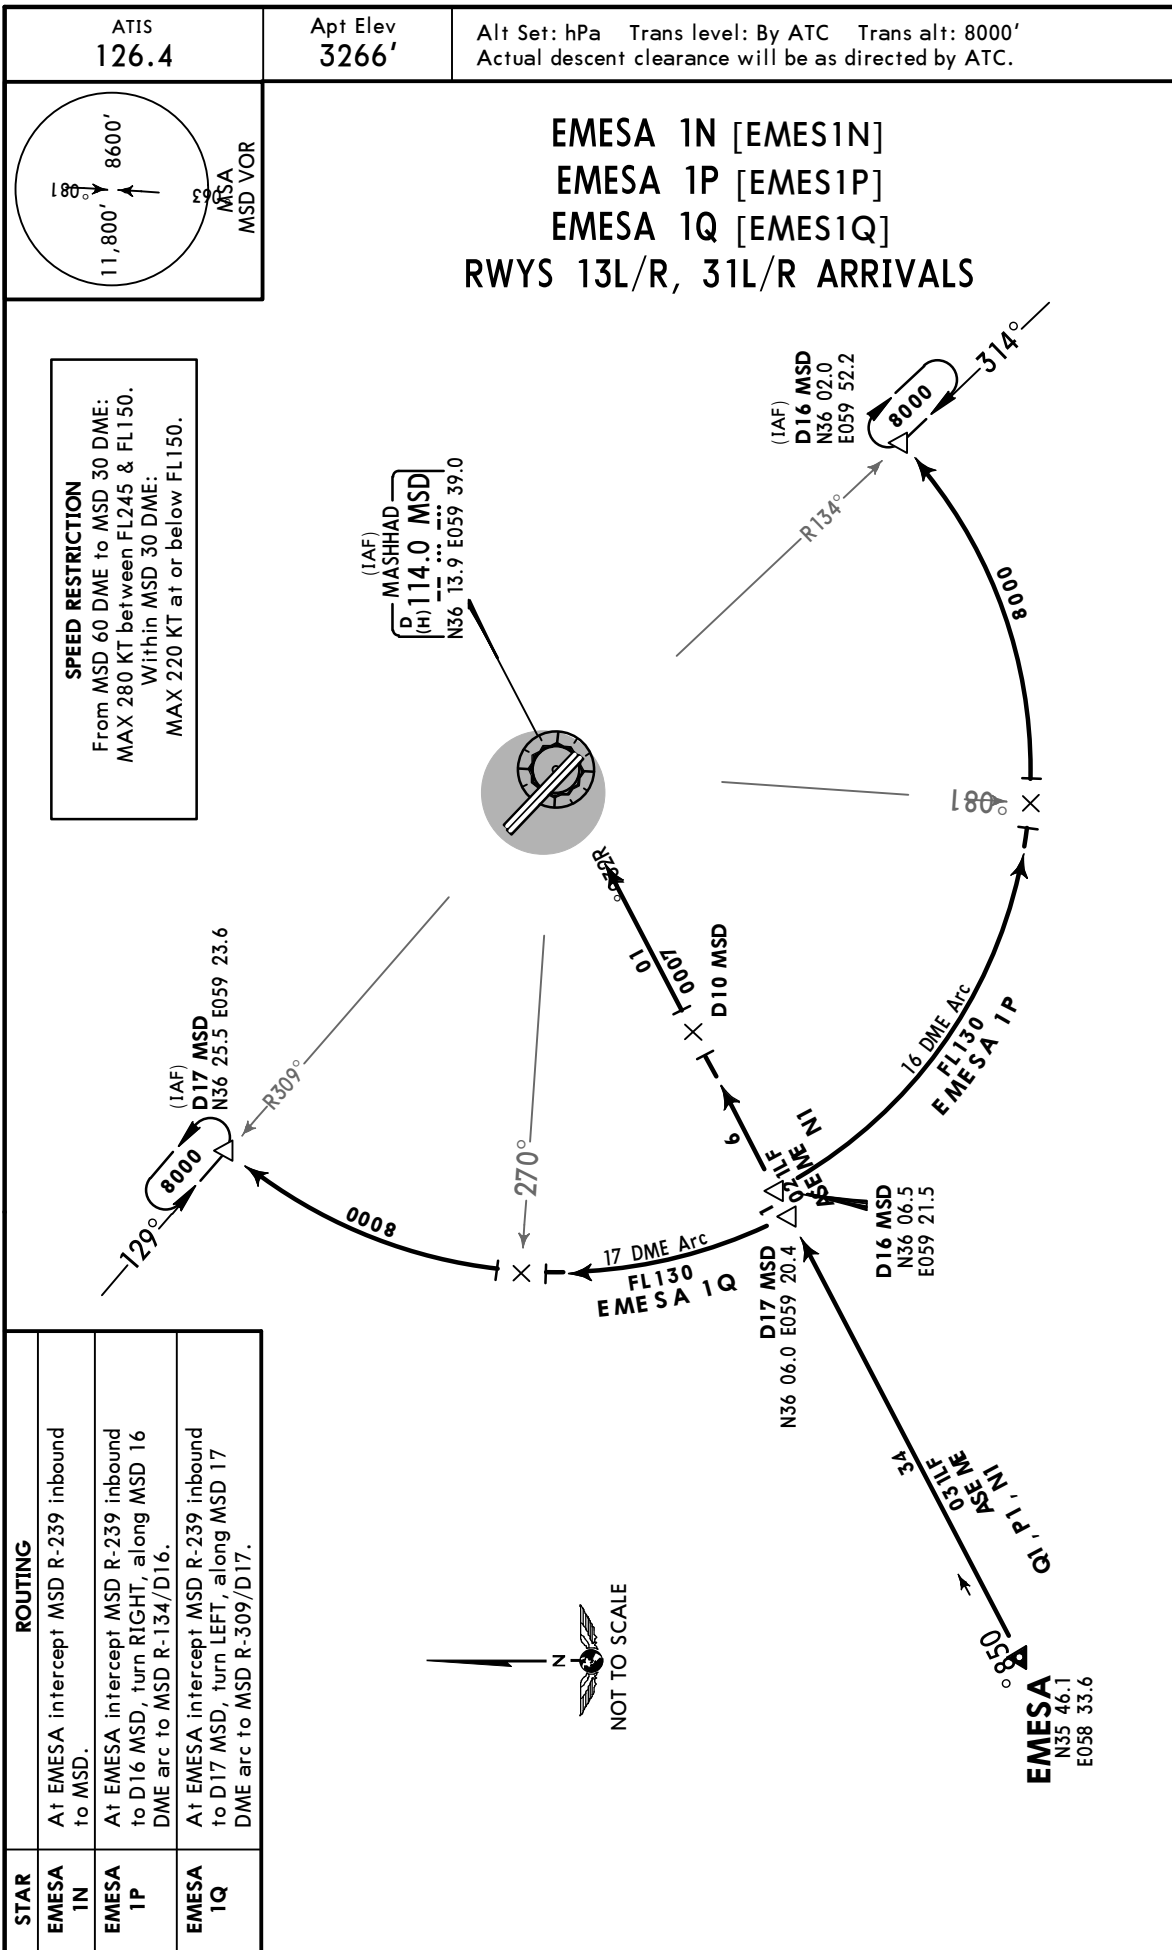 ATIS
126.4
Apt Elev
3266'
Alt Set: hPa Trans level: By ATC Trans alt: 8000'
Actual descent clearance will be as directed by ATC.
8600'
11,800'
MSA
MSD VOR
EMESA 1N [EMES1N]
EMESA 1P [EMES1P]
EMESA 1Q [EMES1Q]
RWYS 13L/R, 31L/R ARRIVALS
SPEED RESTRICTION
From MSD 60 DME to MSD 30 DME:
MAX 280 KT between FL245 & FL150.
Within MSD 30 DME:
MAX 220 KT at or below FL150.
(IAF)
D16 MSD
N36 02.0
E059 52.2
8000
314°
R134°
8000
(IAF)
MASHHAD
D
(H) 114.0 MSD
N36 13.9 E059 39.0
081°
D10 MSD
16 DME Arc
FL130
EMESA 1P
(IAF)
D17 MSD
N36 25.5 E059 23.6
8000
129°
R309°
8000
270°
17 DME Arc
FL130
EMESA 1Q
D17 MSD
N36 06.0 E059 20.4
D16 MSD
N36 06.5
E059 21.5
1
34
EMESA
N35 46.1
E058 33.6
N
NOT TO SCALE
STAR
ROUTING
EMESA
1N
At EMESA intercept MSD R-239 inbound
to MSD.
EMESA
1P
At EMESA intercept MSD R-239 inbound
to D16 MSD, turn RIGHT, along MSD 16
DME arc to MSD R-134/D16.
EMESA
1Q
At EMESA intercept MSD R-239 inbound
to D17 MSD, turn LEFT, along MSD 17
DME arc to MSD R-309/D17.